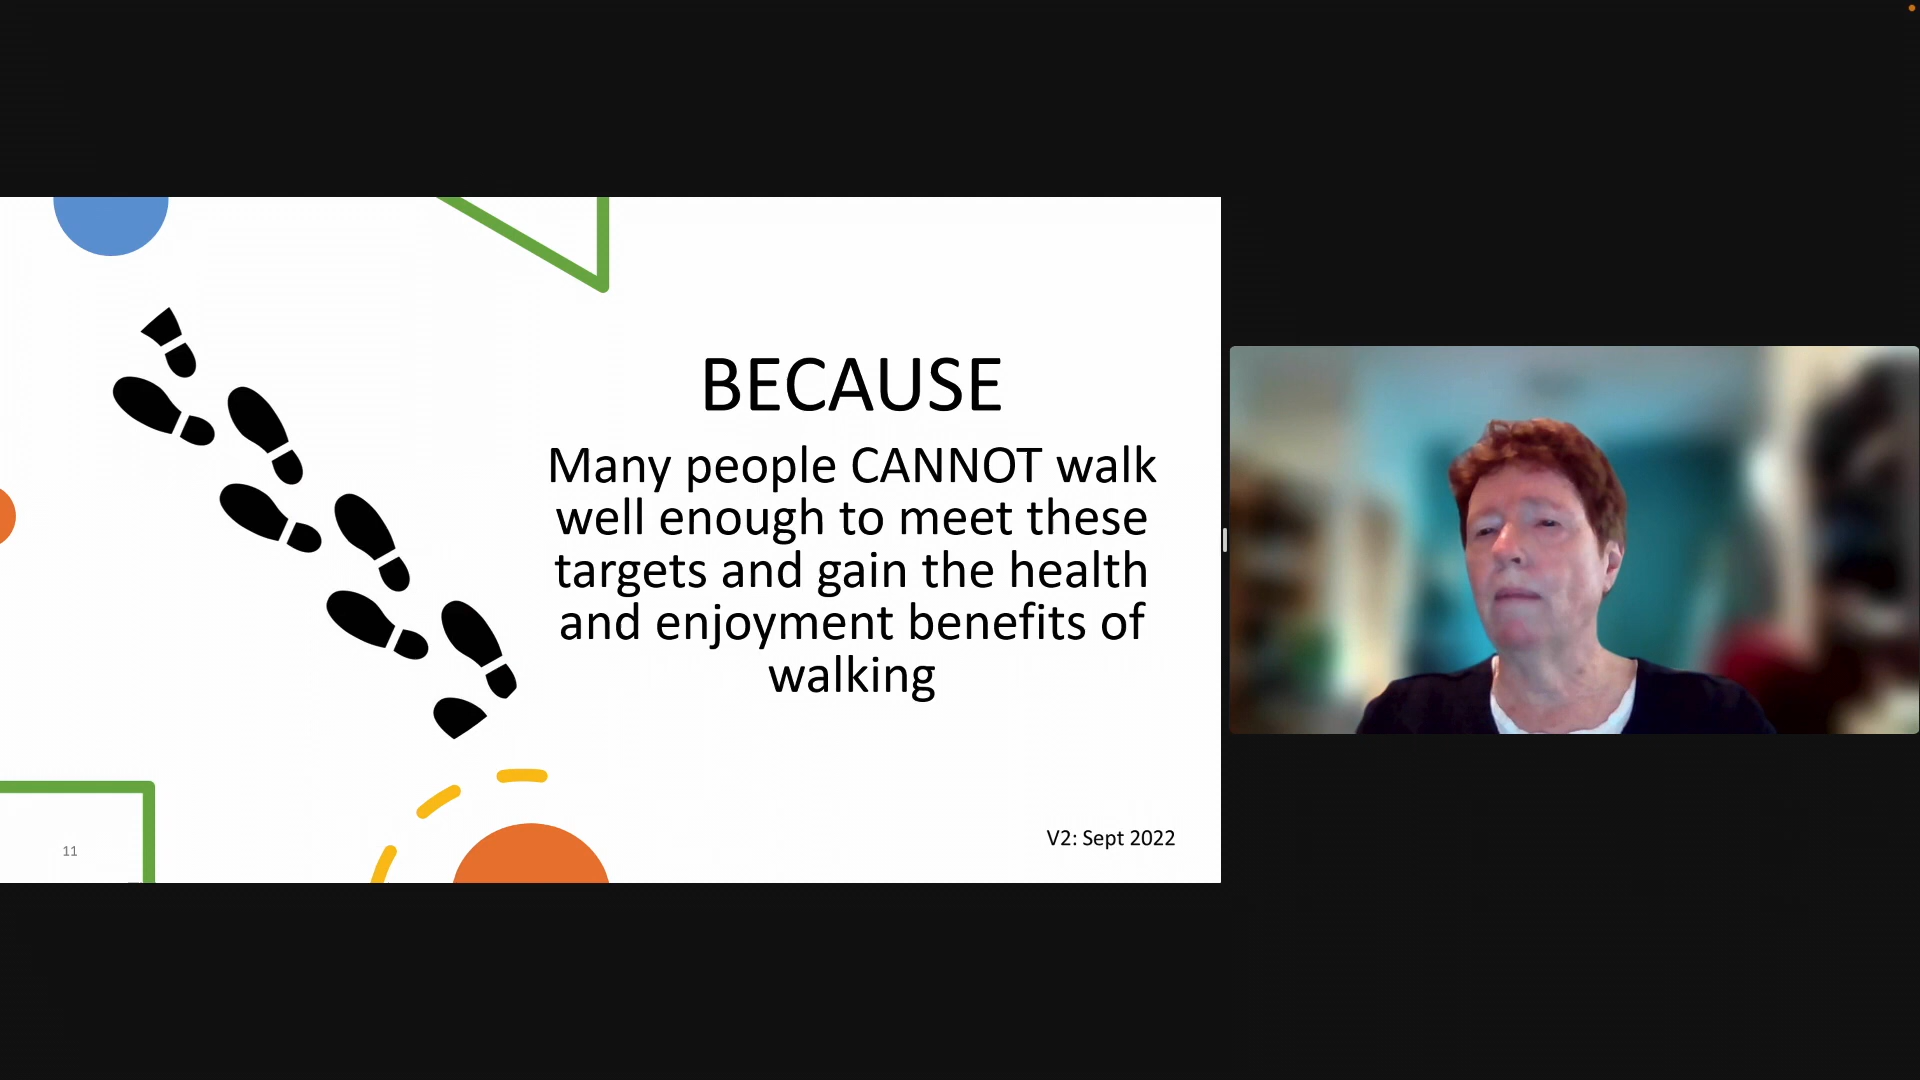 BECAUSE
Many people CANNOT walk
well enough to meet these
targets and gain the health
and enjoyment benefits of
walking
V2: Sept 2022
11